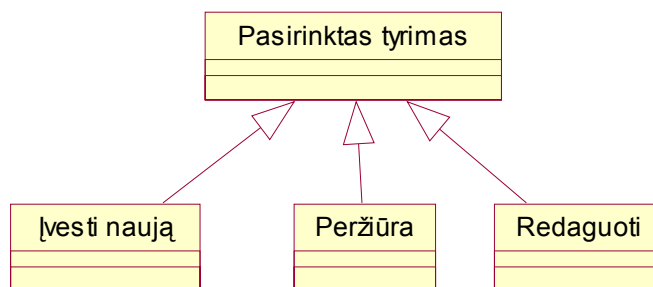 Pasirinktas tyrimas
Įvesti naują
Peržiūra
Redaguoti